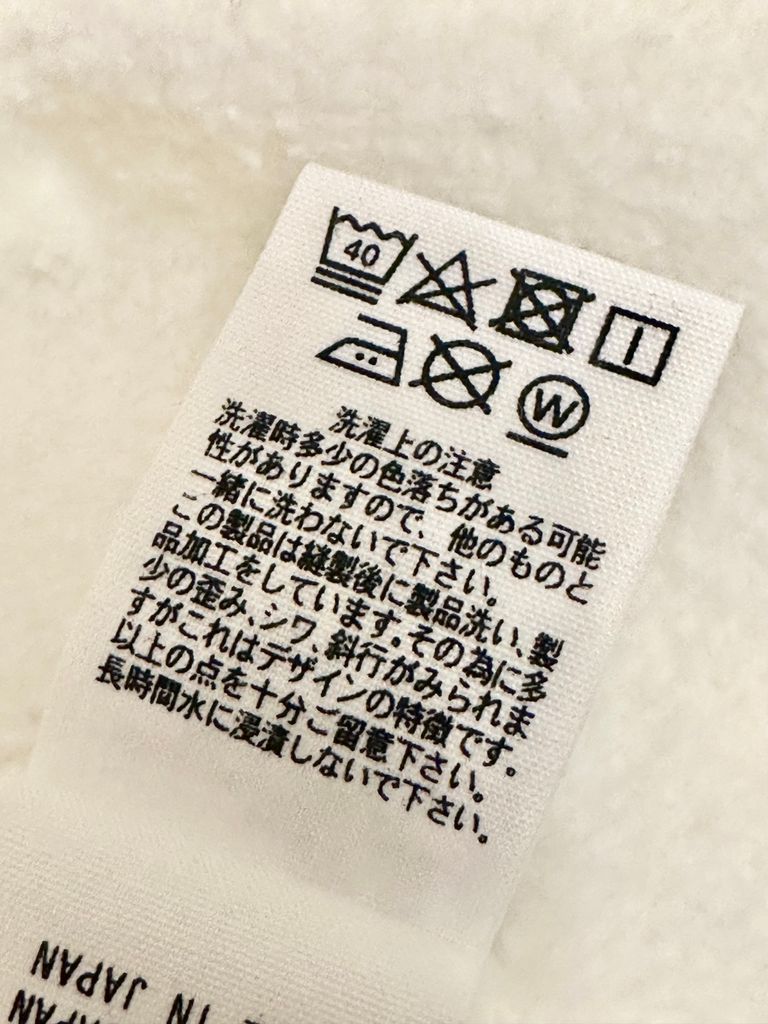 40
W
洗濯上の注意
洗濯時多少の色落ちがある可能
性がありますので、他のものと
一緒に洗わないで下さい。
この製品は縫製後に製品洗い、製
品加工をしています。その為に多
少の歪み、シワ、斜行がみられま
すがこれはデザインの特徴です。
以上の点を十分ご留意下さい。
長時間水に浸漬しないで下さい。
IN JAPAN